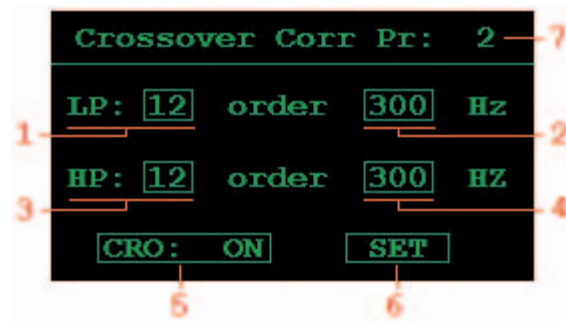 Crossover Corr Pr: 2 7
LP: 12 order 300 Hz
1 2
HP: 12 order 300 HZ
3 4
CRO: ON SET
5 6